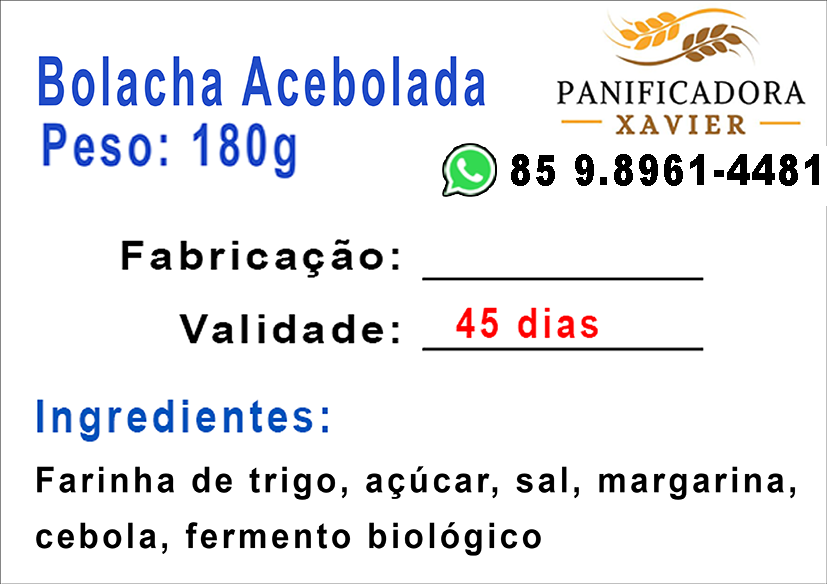 Bolacha Acebolada
Peso: 180g
PANIFICADORA
XAVIER
85 9.8961-4481
Fabricação:
Validade: 45 dias
Ingredientes:
Farinha de trigo, açúcar, sal, margarina,
cebola, fermento biológico